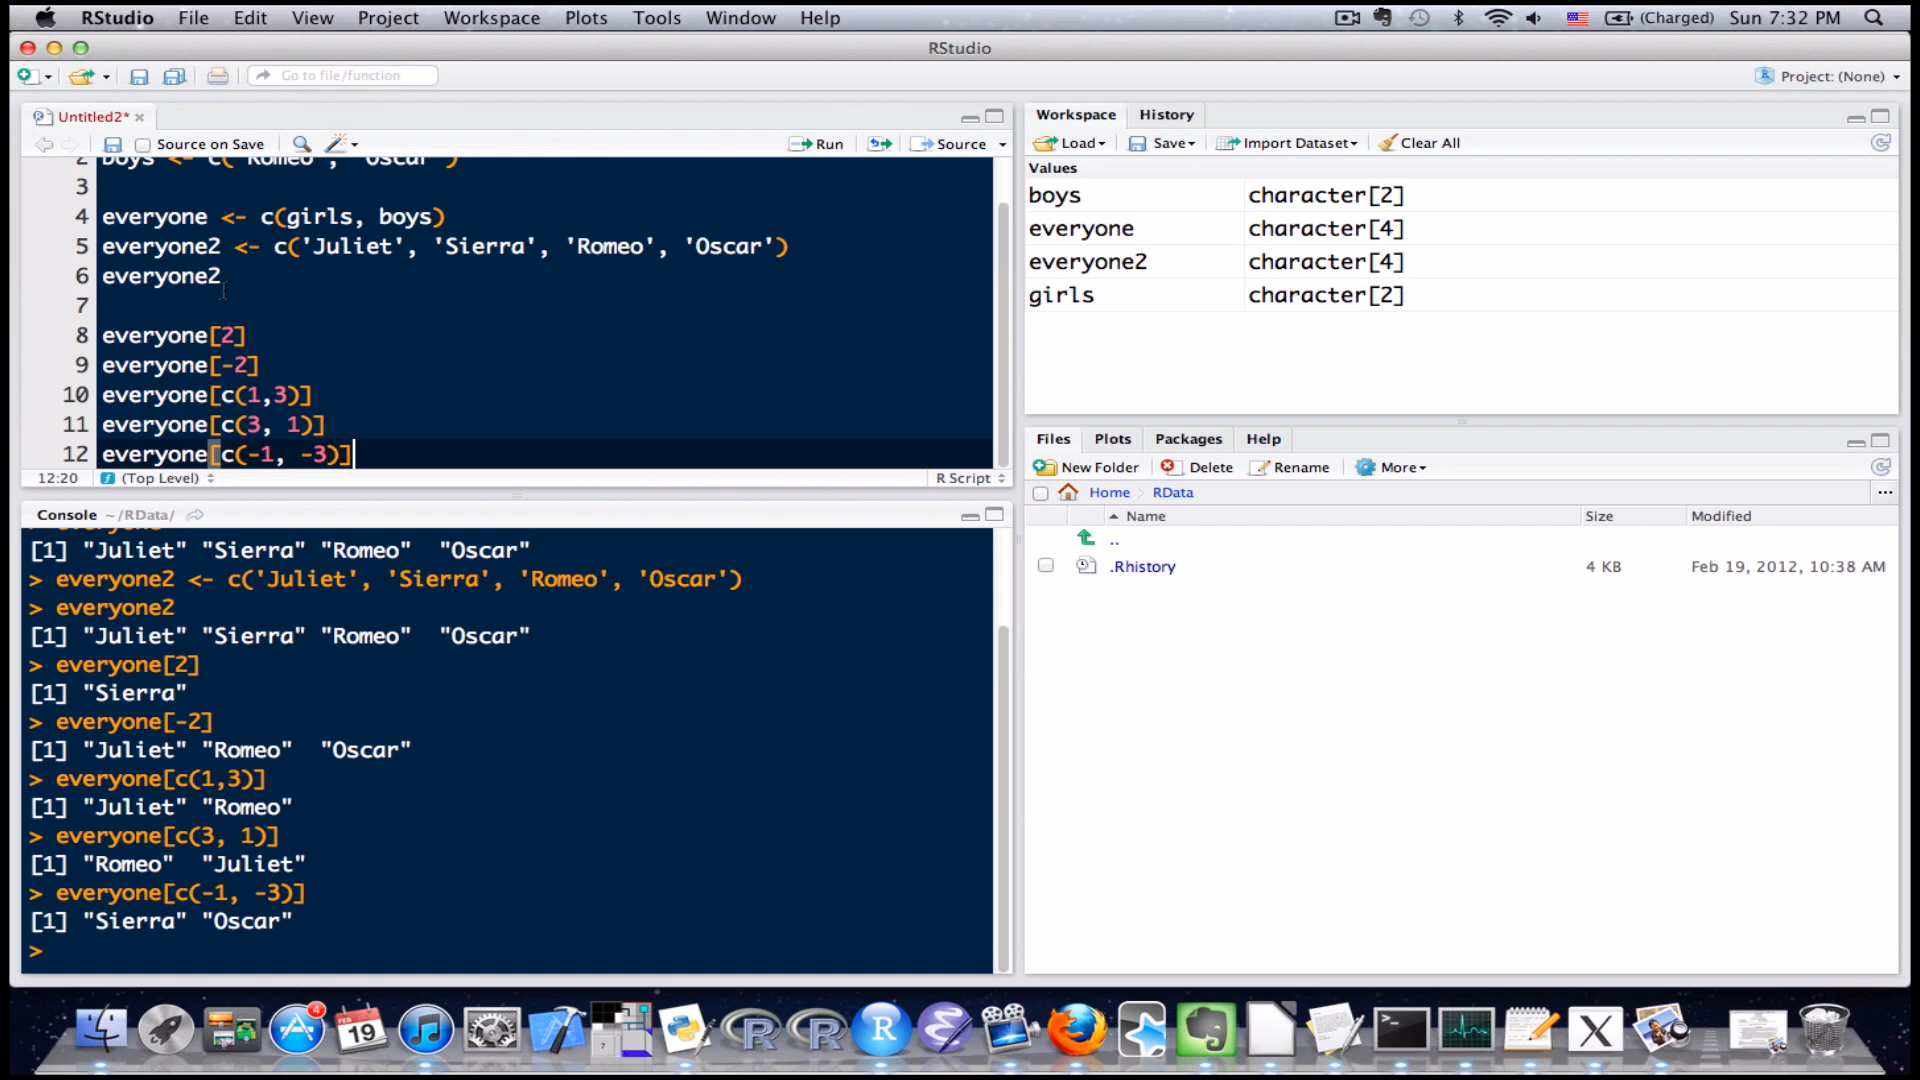 RStudio File Edit View Project Workspace Plots Tools Window Help (Charged) Sun 7:32 PM
RStudio
Go to file/function Project: (None)
Untitled2*
Source on Save Run Source
2 boys <- c("Romeo", "Oscar")
3
4 everyone <- c(girls, boys)
5 everyone2 <- c('Juliet', 'Sierra', 'Romeo', 'Oscar')
6 everyone2
7
8 everyone[2]
9 everyone[-2]
10 everyone[c(1,3)]
11 everyone[c(3, 1)]
12 everyone[c(-1, -3)]
12:20 (Top Level) R Script
Console ~/RData/
[1] "Juliet" "Sierra" "Romeo" "Oscar"
> everyone2 <- c('Juliet', 'Sierra', 'Romeo', 'Oscar')
> everyone2
[1] "Juliet" "Sierra" "Romeo" "Oscar"
> everyone[2]
[1] "Sierra"
> everyone[-2]
[1] "Juliet" "Romeo" "Oscar"
> everyone[c(1,3)]
[1] "Juliet" "Romeo"
> everyone[c(3, 1)]
[1] "Romeo" "Juliet"
> everyone[c(-1, -3)]
[1] "Sierra" "Oscar"
>
Workspace History
Load Save Import Dataset Clear All
Values
boys character[2]
everyone character[4]
everyone2 character[4]
girls character[2]
Files Plots Packages Help
New Folder Delete Rename More
Home RData ...
Name Size Modified
..
.Rhistory 4 KB Feb 19, 2012, 10:38 AM
4
FEB
19
7
R
R
R
X